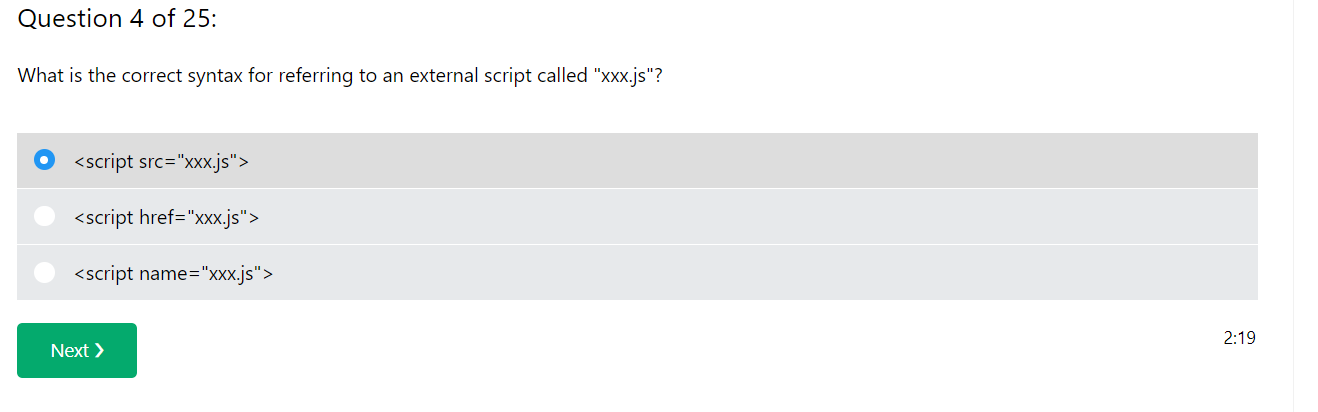 Question 4 of 25:
What is the correct syntax for referring to an external script called "xxx.js"?
<script src="xxx.js">
<script href="xxx.js">
<script name="xxx.js">
Next ❯
2:19